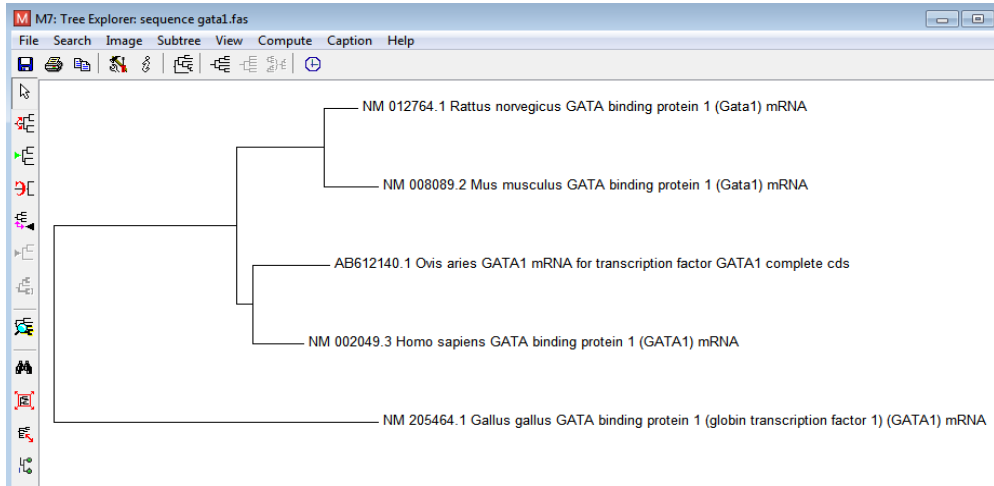 M M7: Tree Explorer: sequence gata1.fas
File Search Image Subtree View Compute Caption Help
NM 012764.1 Rattus norvegicus GATA binding protein 1 (Gata1) mRNA
NM 008089.2 Mus musculus GATA binding protein 1 (Gata1) mRNA
AB612140.1 Ovis aries GATA1 mRNA for transcription factor GATA1 complete cds
NM 002049.3 Homo sapiens GATA binding protein 1 (GATA1) mRNA
NM 205464.1 Gallus gallus GATA binding protein 1 (globin transcription factor 1) (GATA1) mRNA